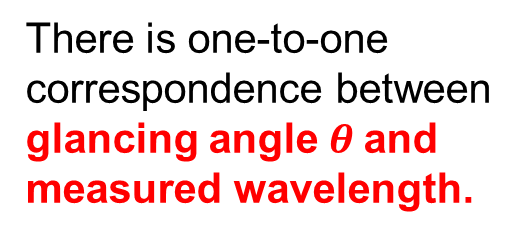 There is one-to-one
correspondence between
glancing angle θ and
measured wavelength.